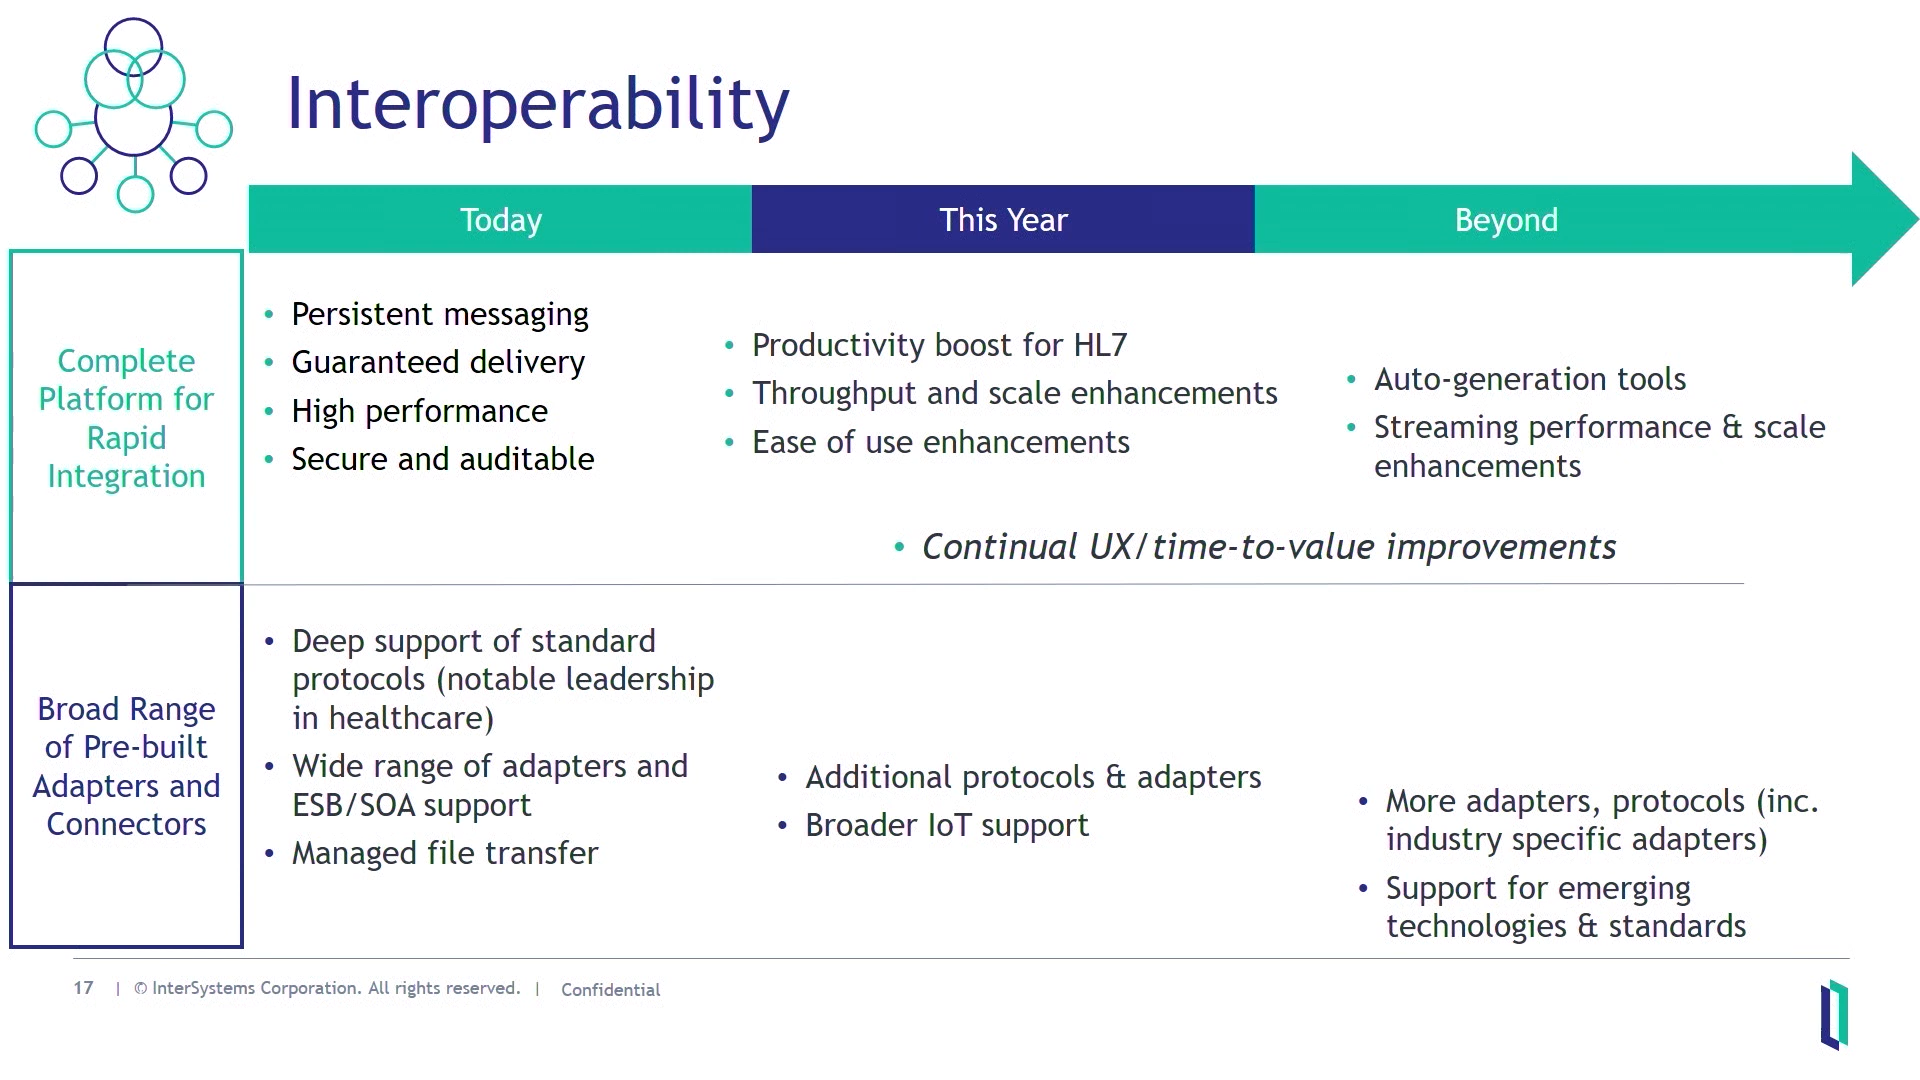 Interoperability
Today
This Year
Beyond
Complete
Platform for
Rapid
Integration
• Persistent messaging
• Guaranteed delivery
• High performance
• Secure and auditable
• Productivity boost for HL7
• Throughput and scale enhancements
• Ease of use enhancements
• Auto-generation tools
• Streaming performance & scale
enhancements
• Continual UX/time-to-value improvements
Broad Range
of Pre-built
Adapters and
Connectors
• Deep support of standard
protocols (notable leadership
in healthcare)
• Wide range of adapters and
ESB/SOA support
• Managed file transfer
• Additional protocols & adapters
• Broader IoT support
• More adapters, protocols (inc.
industry specific adapters)
• Support for emerging
technologies & standards
17 | © InterSystems Corporation. All rights reserved. | Confidential